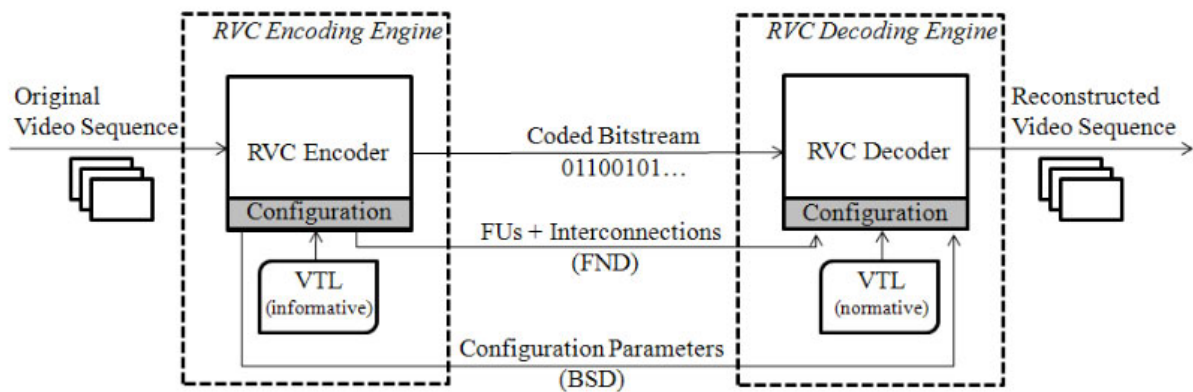 RVC Encoding Engine
RVC Decoding Engine
Original
Video Sequence
RVC Encoder
Configuration
VTL
(informative)
Coded Bitstream
01100101...
FUs + Interconnections
(FND)
Configuration Parameters
(BSD)
RVC Decoder
Configuration
VTL
(normative)
Reconstructed
Video Sequence